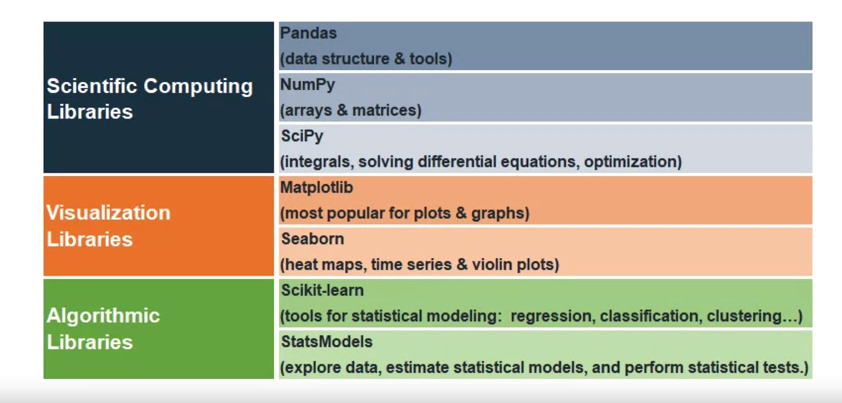 Scientific Computing
Libraries
Pandas
(data structure & tools)
NumPy
(arrays & matrices)
SciPy
(integrals, solving differential equations, optimization)
Visualization
Libraries
Matplotlib
(most popular for plots & graphs)
Seaborn
(heat maps, time series & violin plots)
Algorithmic
Libraries
Scikit-learn
(tools for statistical modeling:  regression, classification, clustering…)
StatsModels
(explore data, estimate statistical models, and perform statistical tests.)